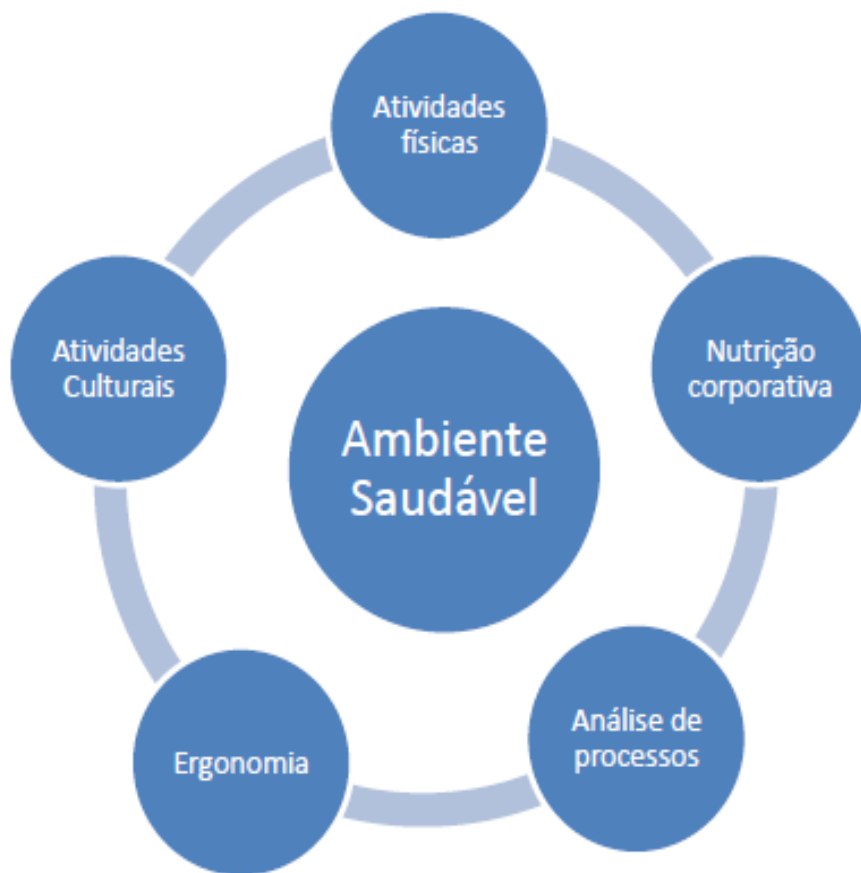 Atividades
físicas
Atividades
Culturais
Nutrição
corporativa
Ambiente
Saudável
Ergonomia
Análise de
processos